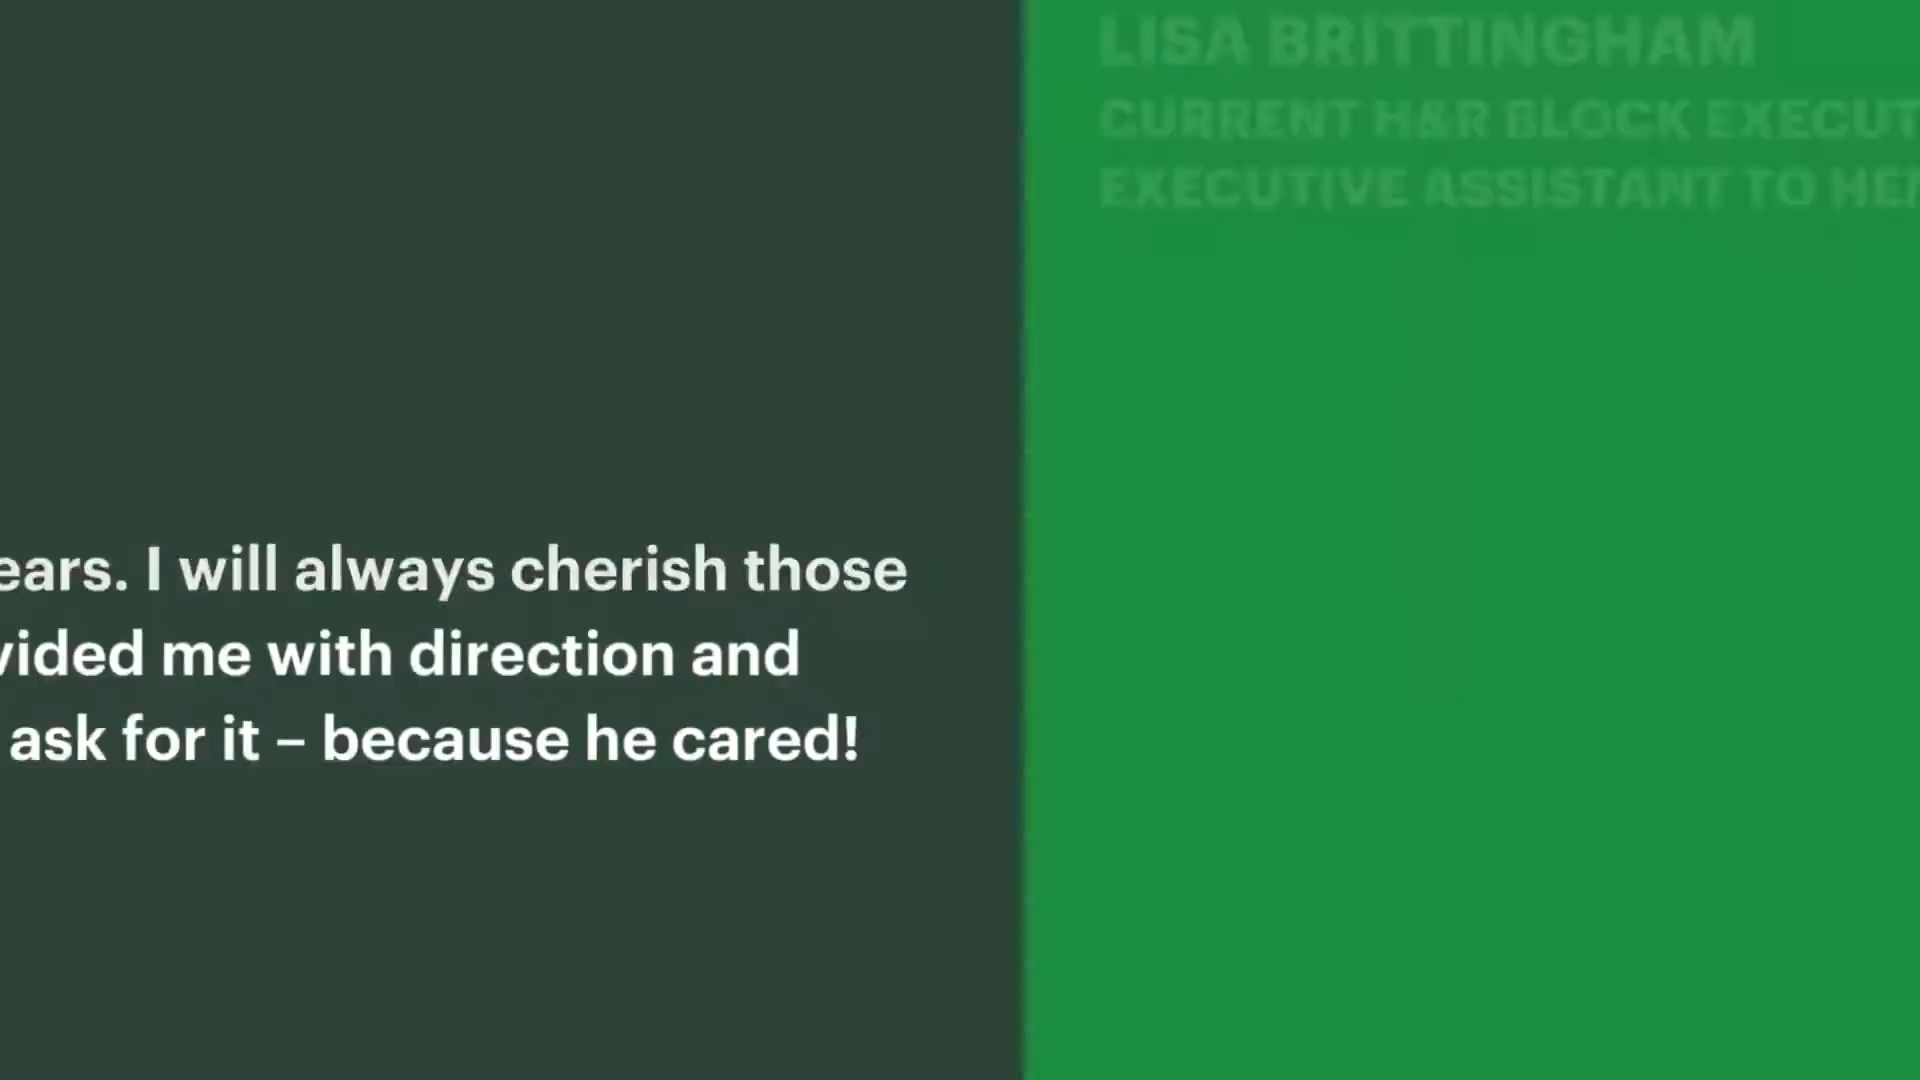 ears. I will always cherish those
vided me with direction and
ask for it – because he cared!
LISA BRITTINGHAM
CURRENT H&R BLOCK EXECUT
EXECUTIVE ASSISTANT TO HEN